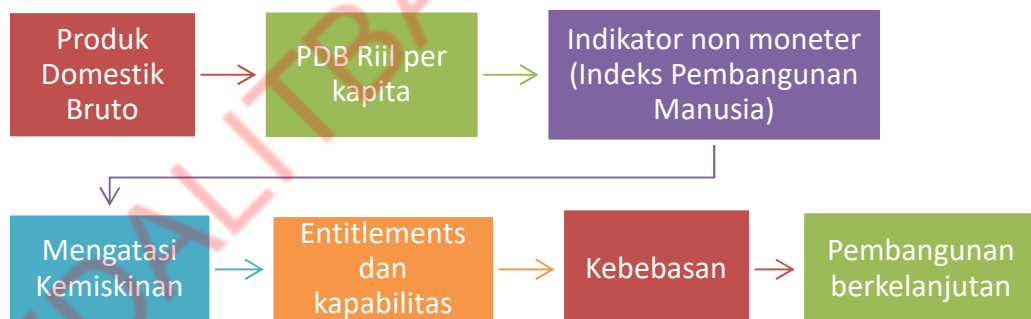 Produk
Domestik
Bruto
PDB Riil per
kapita
Indikator non moneter
(Indeks Pembangunan
Manusia)
Mengatasi
Kemiskinan
Entitlements
dan
kapabilitas
Kebebasan
Pembangunan
berkelanjutan